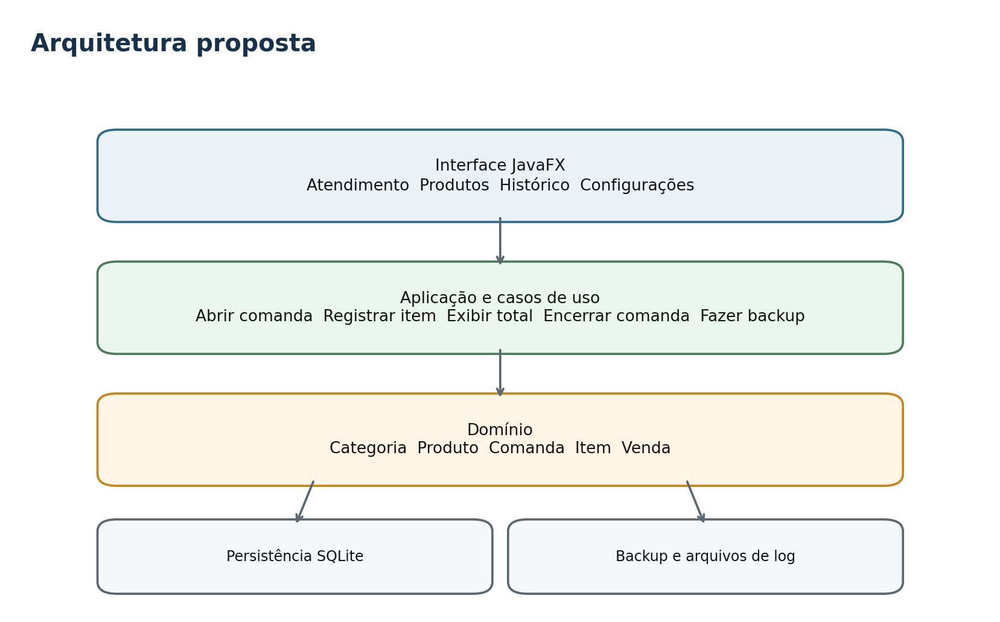 Arquitetura proposta
Interface JavaFX
Atendimento  Produtos  Histórico  Configurações
Aplicação e casos de uso
Abrir comanda  Registrar item  Exibir total  Encerrar comanda  Fazer backup
Domínio
Categoria  Produto  Comanda  Item  Venda
Persistência SQLite
Backup e arquivos de log